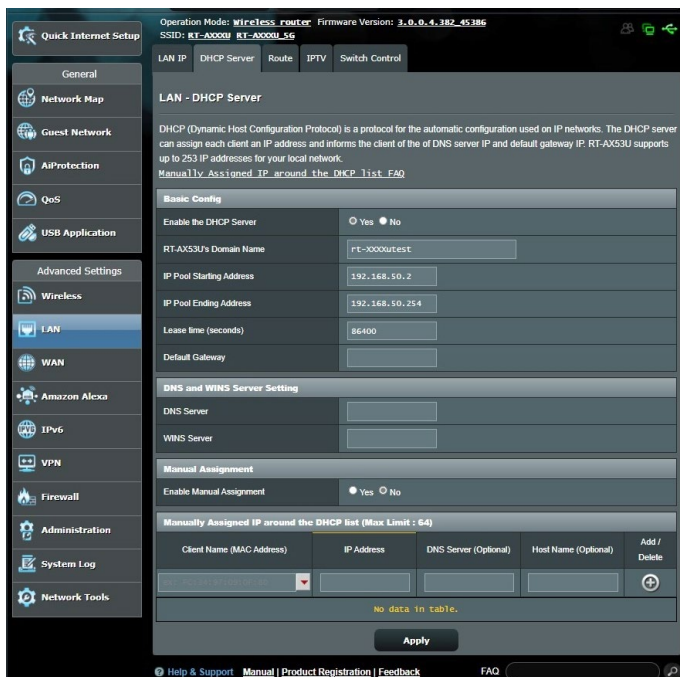 Quick Internet Setup
General
Network Map
Guest Network
AiProtection
QoS
USB Application
Advanced Settings
Wireless
LAN
WAN
Amazon Alexa
IPv6
VPN
Firewall
Administration
System Log
Network Tools
Operation Mode: Wireless router Firmware Version: 3.0.0.4.382_45386
SSID: RT-AXXXU RT-AXXXU_5G
LAN IP DHCP Server Route IPTV Switch Control
LAN - DHCP Server
DHCP (Dynamic Host Configuration Protocol) is a protocol for the automatic configuration used on IP networks. The DHCP server
can assign each client an IP address and informs the client of the of DNS server IP and default gateway IP. RT-AX53U supports
up to 253 IP addresses for your local network.
Manually Assigned IP around the DHCP list FAQ
Basic Config
Enable the DHCP Server Yes No
RT-AX53U's Domain Name rt-XXXXutest
IP Pool Starting Address 192.168.50.2
IP Pool Ending Address 192.168.50.254
Lease time (seconds) 86400
Default Gateway
DNS and WINS Server Setting
DNS Server
WINS Server
Manual Assignment
Enable Manual Assignment Yes No
Manually Assigned IP around the DHCP list (Max Limit : 64)
Client Name (MAC Address) IP Address DNS Server (Optional) Host Name (Optional) Add / Delete
No data in table.
Apply
Help & Support Manual | Product Registration | Feedback FAQ